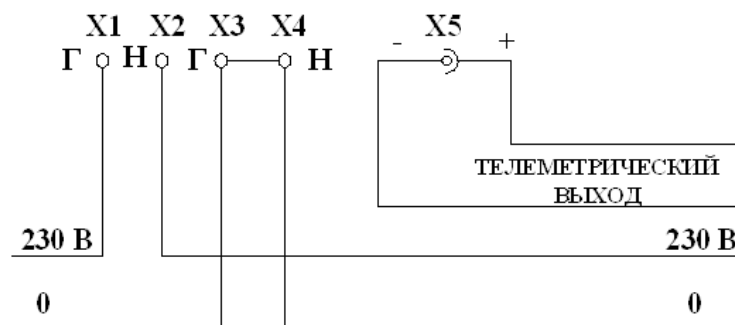 X1 X2 X3 X4 X5
Г Н Г Н - +
ТЕЛЕМЕТРИЧЕСКИЙ
ВЫХОД
230 В 230 В
0 0